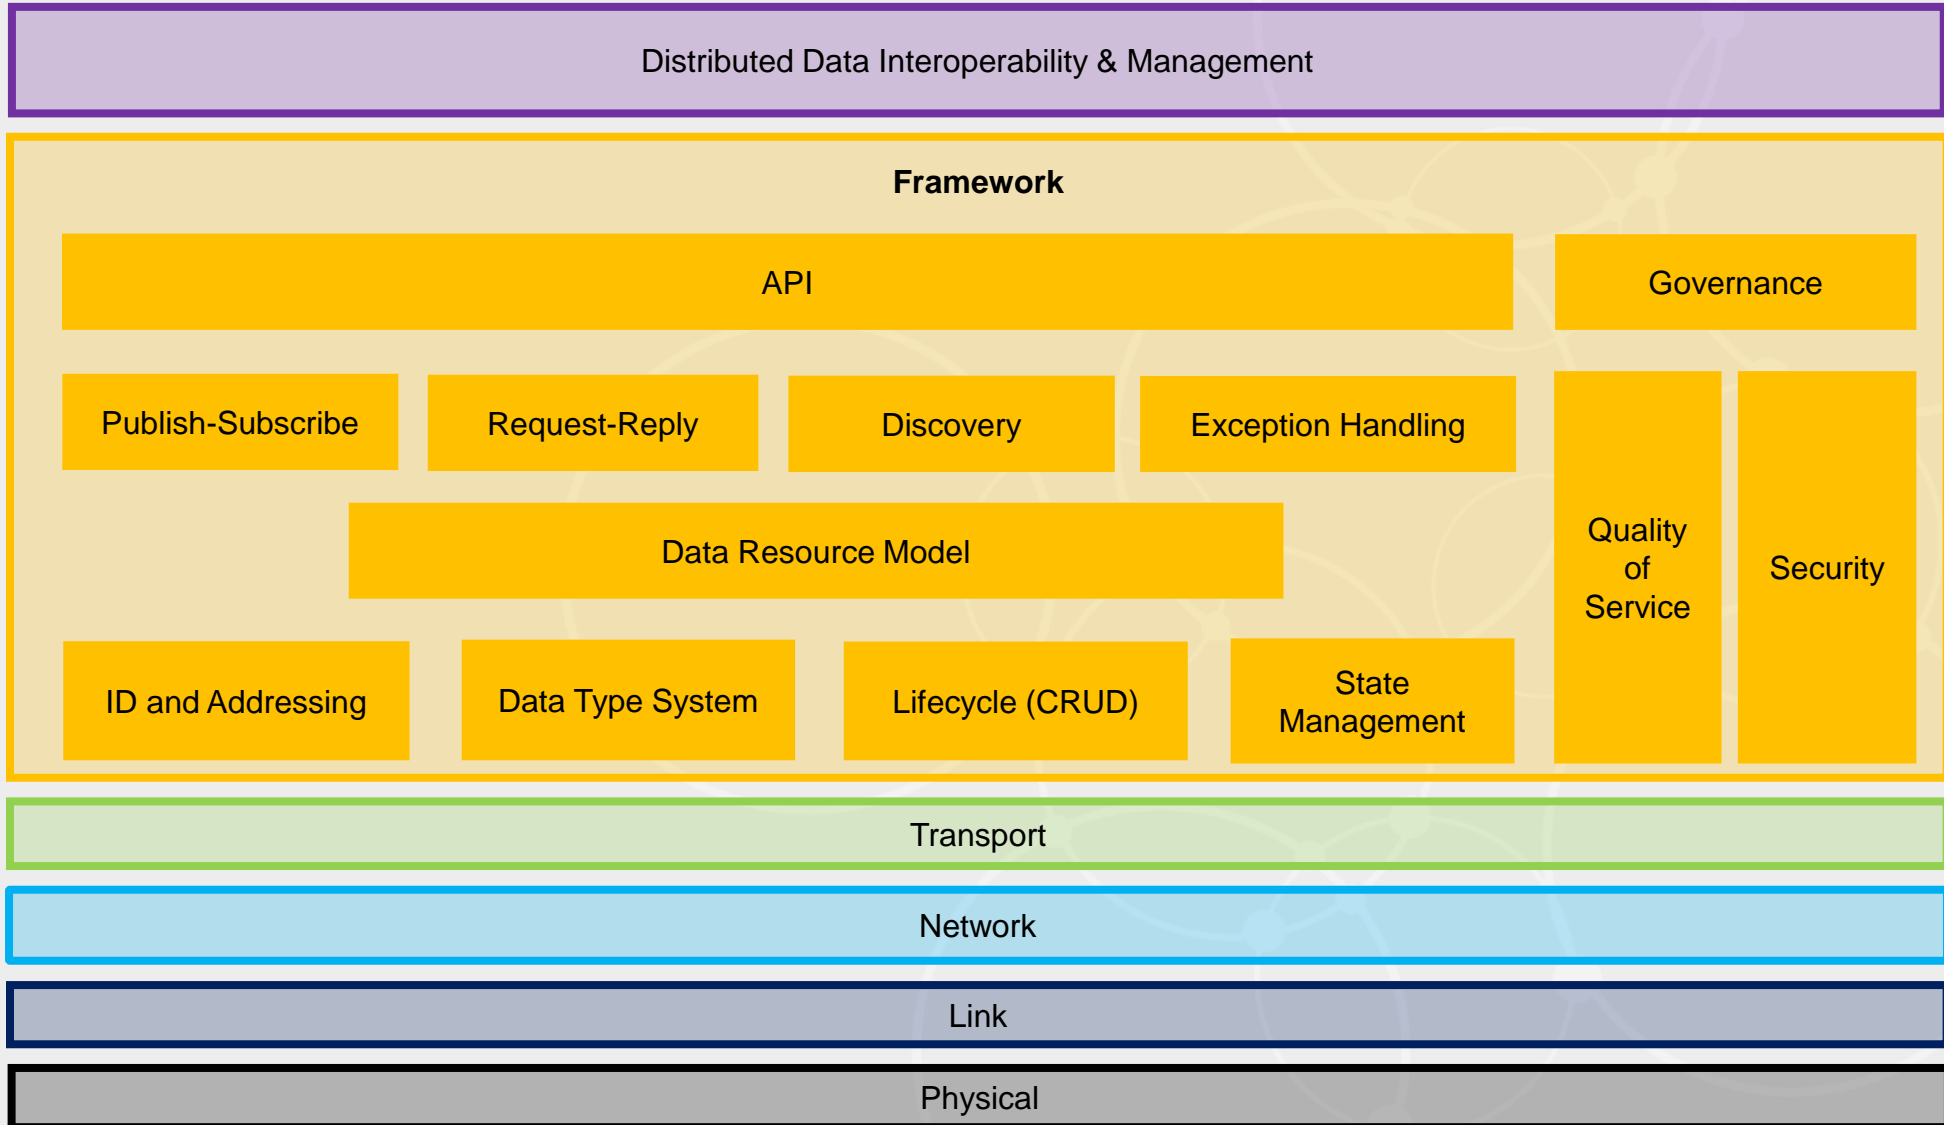 Distributed Data Interoperability & Management
Framework
API
Governance
Publish-Subscribe
Request-Reply
Discovery
Exception Handling
Data Resource Model
Quality
of
Service
Security
ID and Addressing
Data Type System
Lifecycle (CRUD)
State
Management
Transport
Network
Link
Physical